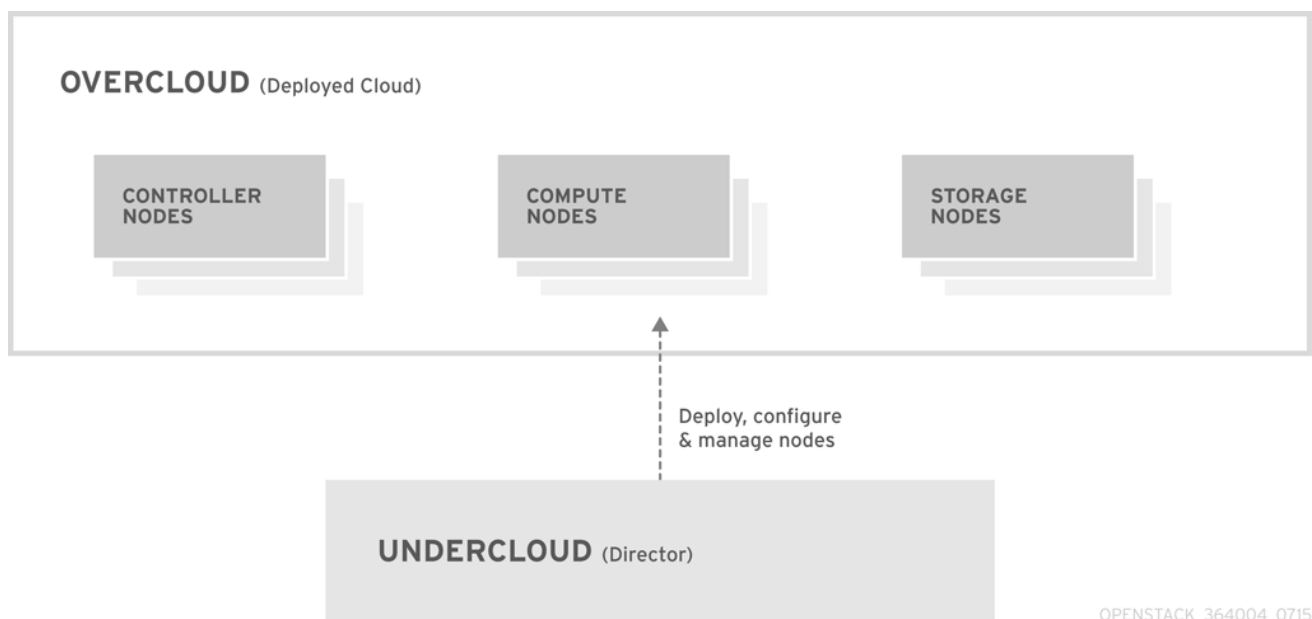 OVERCLOUD (Deployed Cloud)
CONTROLLER
NODES
COMPUTE
NODES
STORAGE
NODES
Deploy, configure
& manage nodes
UNDERCLOUD (Director)
OPENSTACK_364004_0715